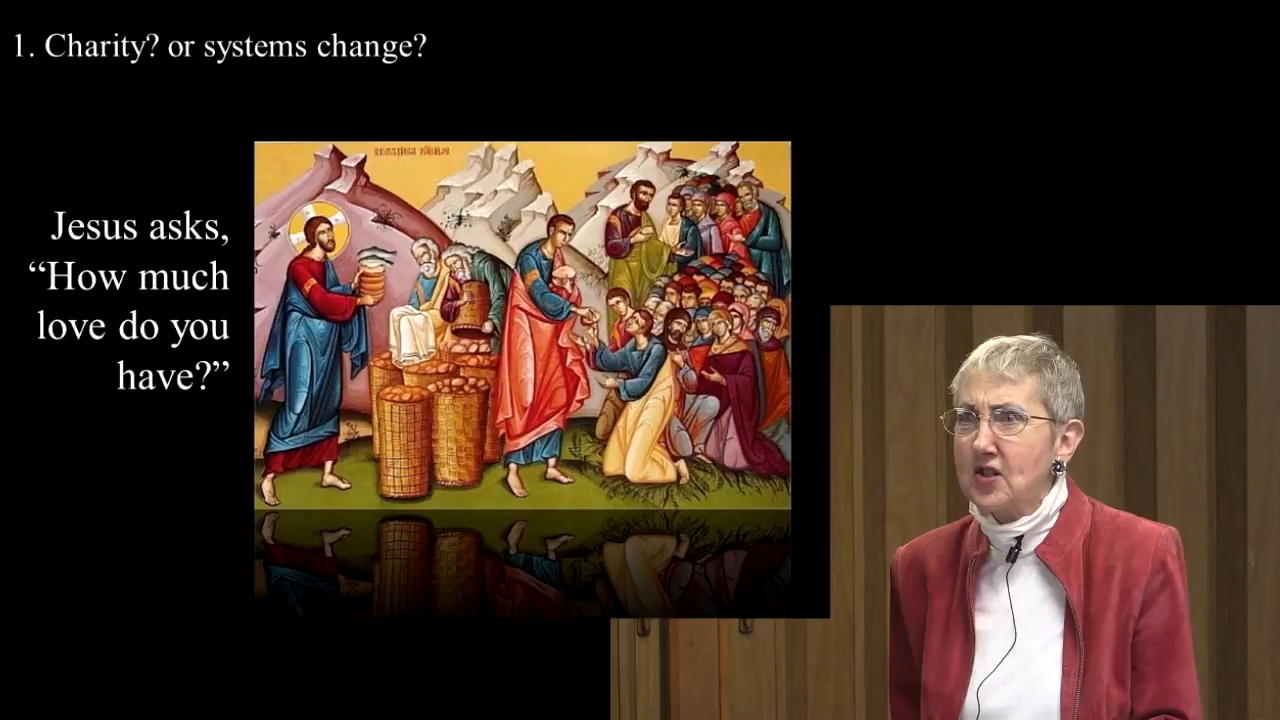 1. Charity? or systems change?
Jesus asks,
“How much
love do you
have?”